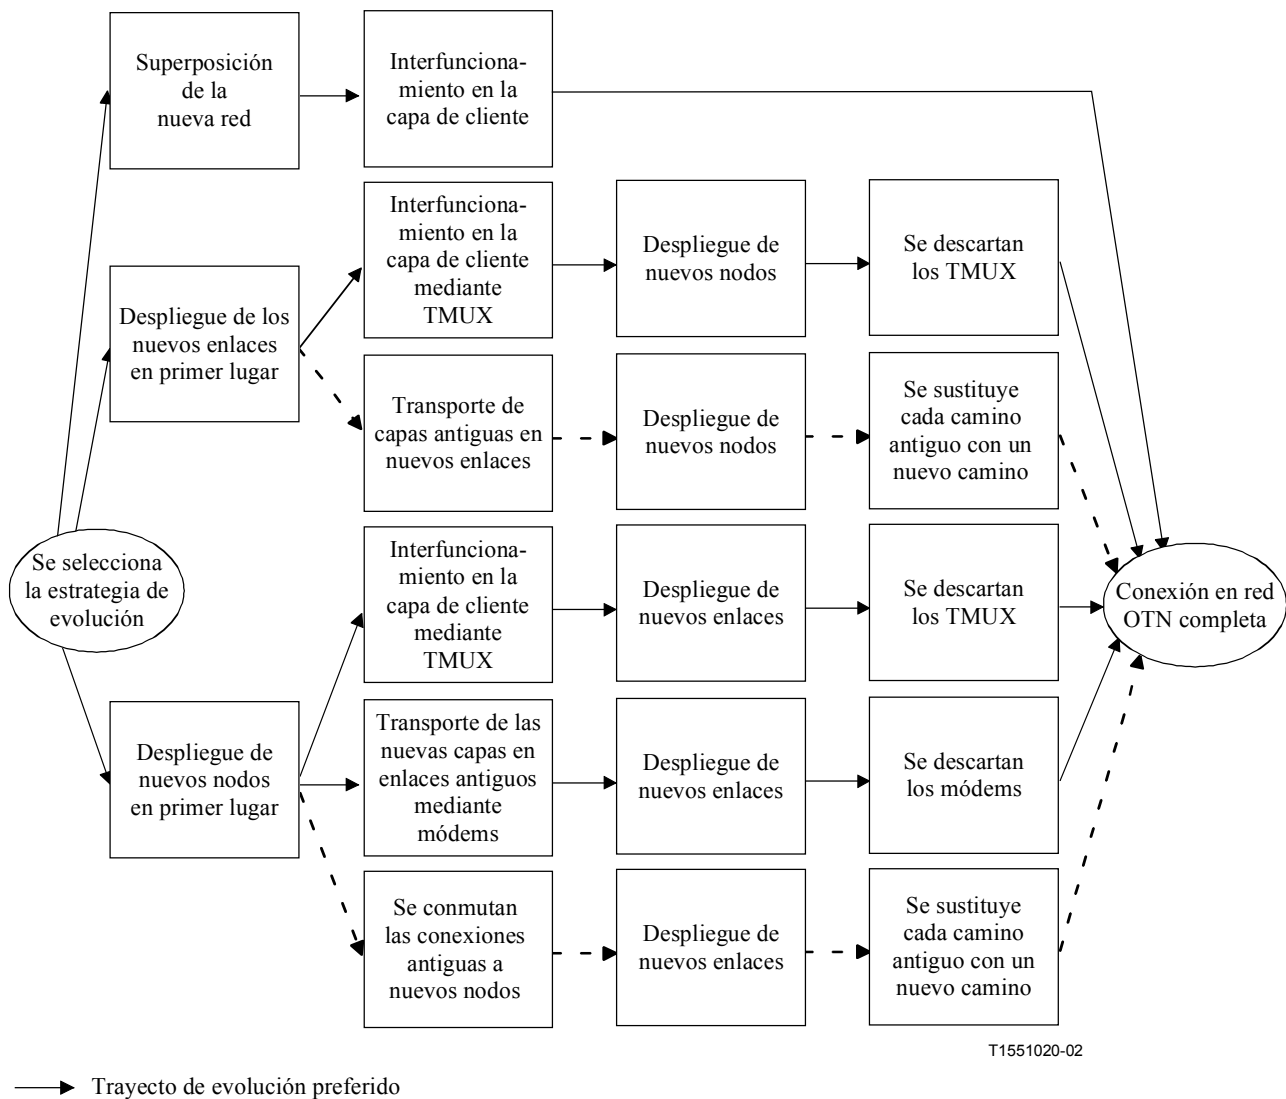 Superposición
de la
nueva red
Interfunciona-
miento en la
capa de cliente
Interfunciona-
miento en la
capa de cliente
mediante
TMUX
Despliegue de
nuevos nodos
Se descartan
los TMUX
Despliegue de los
nuevos enlaces
en primer lugar
Transporte de
capas antiguas en
nuevos enlaces
Despliegue de
nuevos nodos
Se sustituye
cada camino
antiguo con un
nuevo camino
Se selecciona
la estrategia de
evolución
Interfunciona-
miento en la
capa de cliente
mediante
TMUX
Despliegue de
nuevos enlaces
Se descartan
los TMUX
Conexión en red
OTN completa
Despliegue de
nuevos nodos
en primer lugar
Transporte de las
nuevas capas en
enlaces antiguos
mediante
módems
Despliegue de
nuevos enlaces
Se descartan
los módems
Se conmutan
las conexiones
antiguas a
nuevos nodos
Despliegue de
nuevos enlaces
Se sustituye
cada camino
antiguo con un
nuevo camino
T1551020-02
Trayecto de evolución preferido